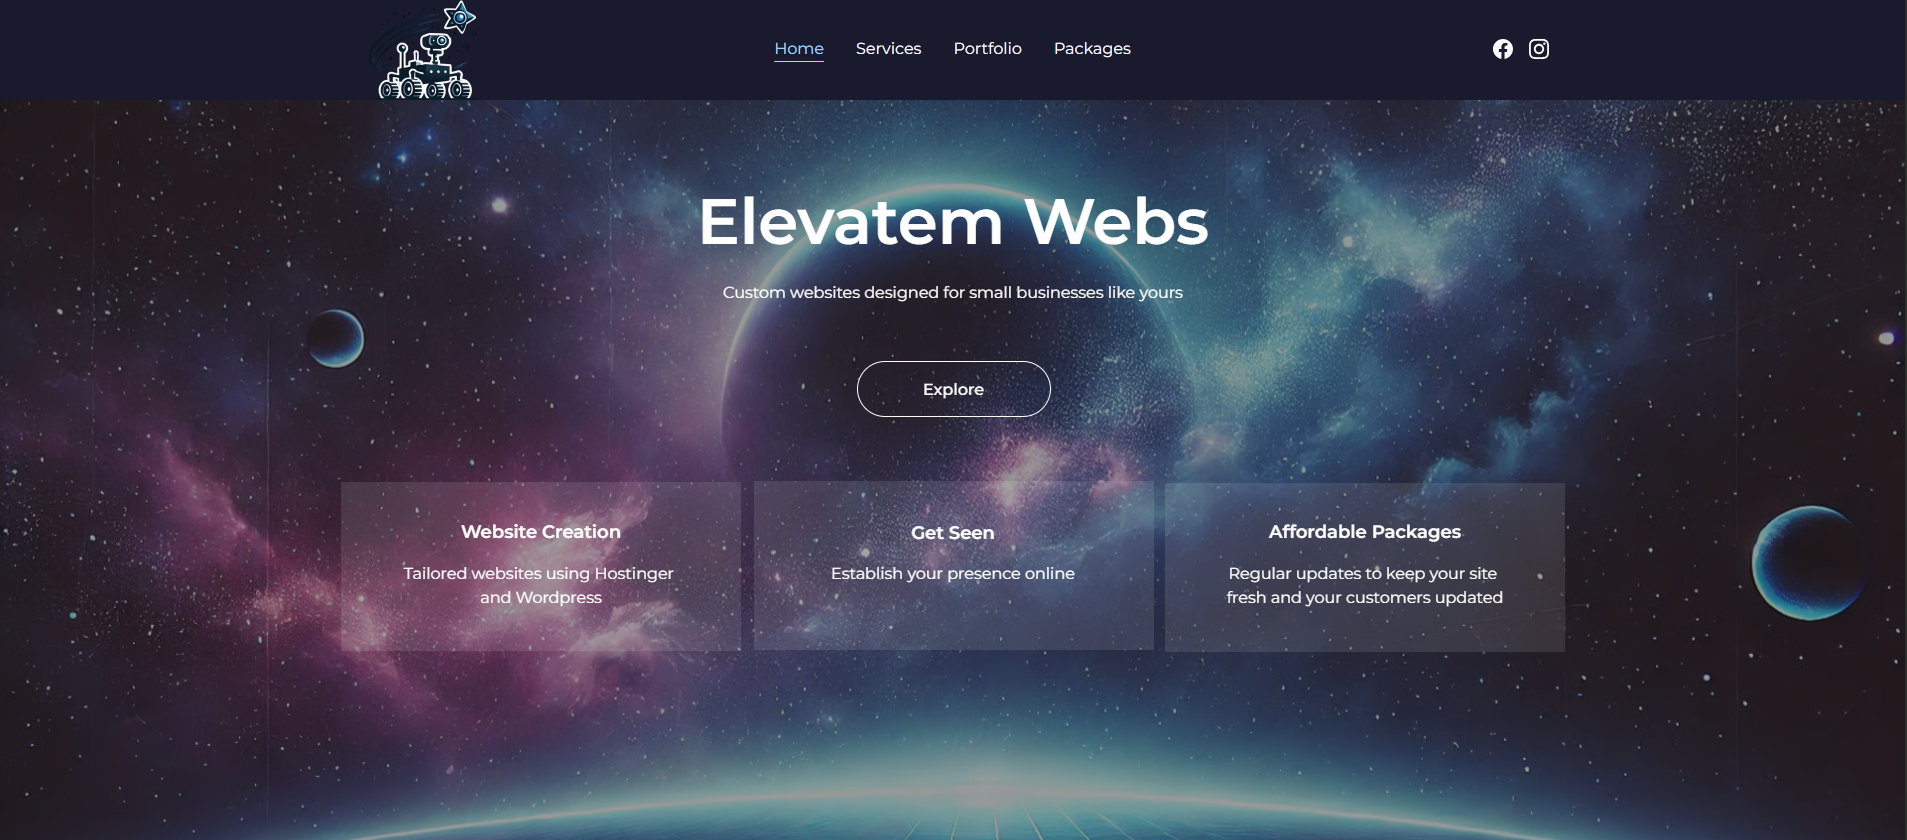 Home Services Portfolio Packages
Elevatem Webs
Custom websites designed for small businesses like yours
Explore
Website Creation
Tailored websites using Hostinger
and Wordpress
Get Seen
Establish your presence online
Affordable Packages
Regular updates to keep your site
fresh and your customers updated